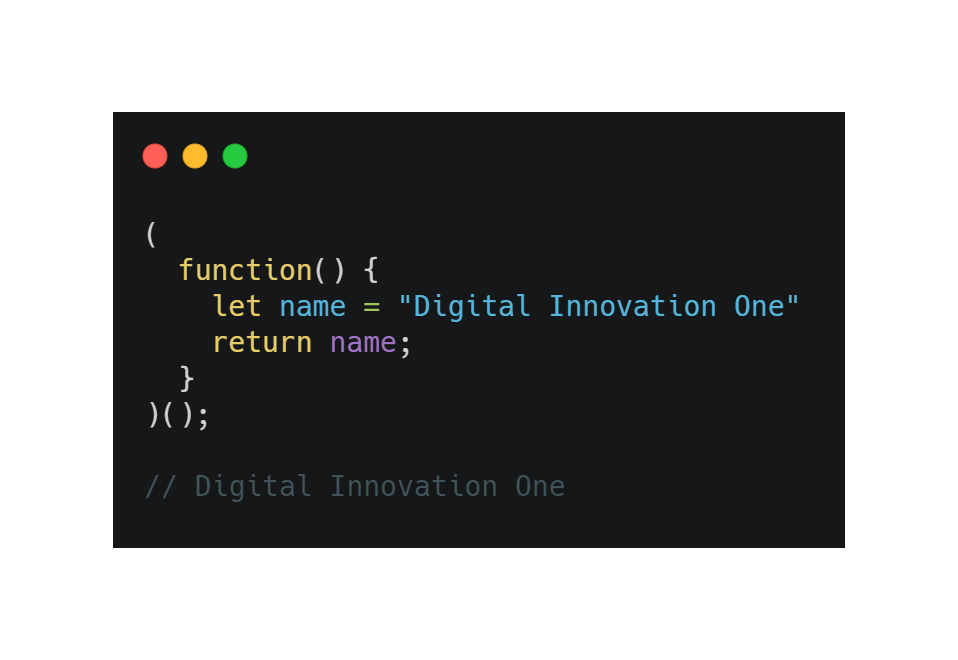 (
  function() {
    let name = "Digital Innovation One"
    return name;
  }
)();
// Digital Innovation One